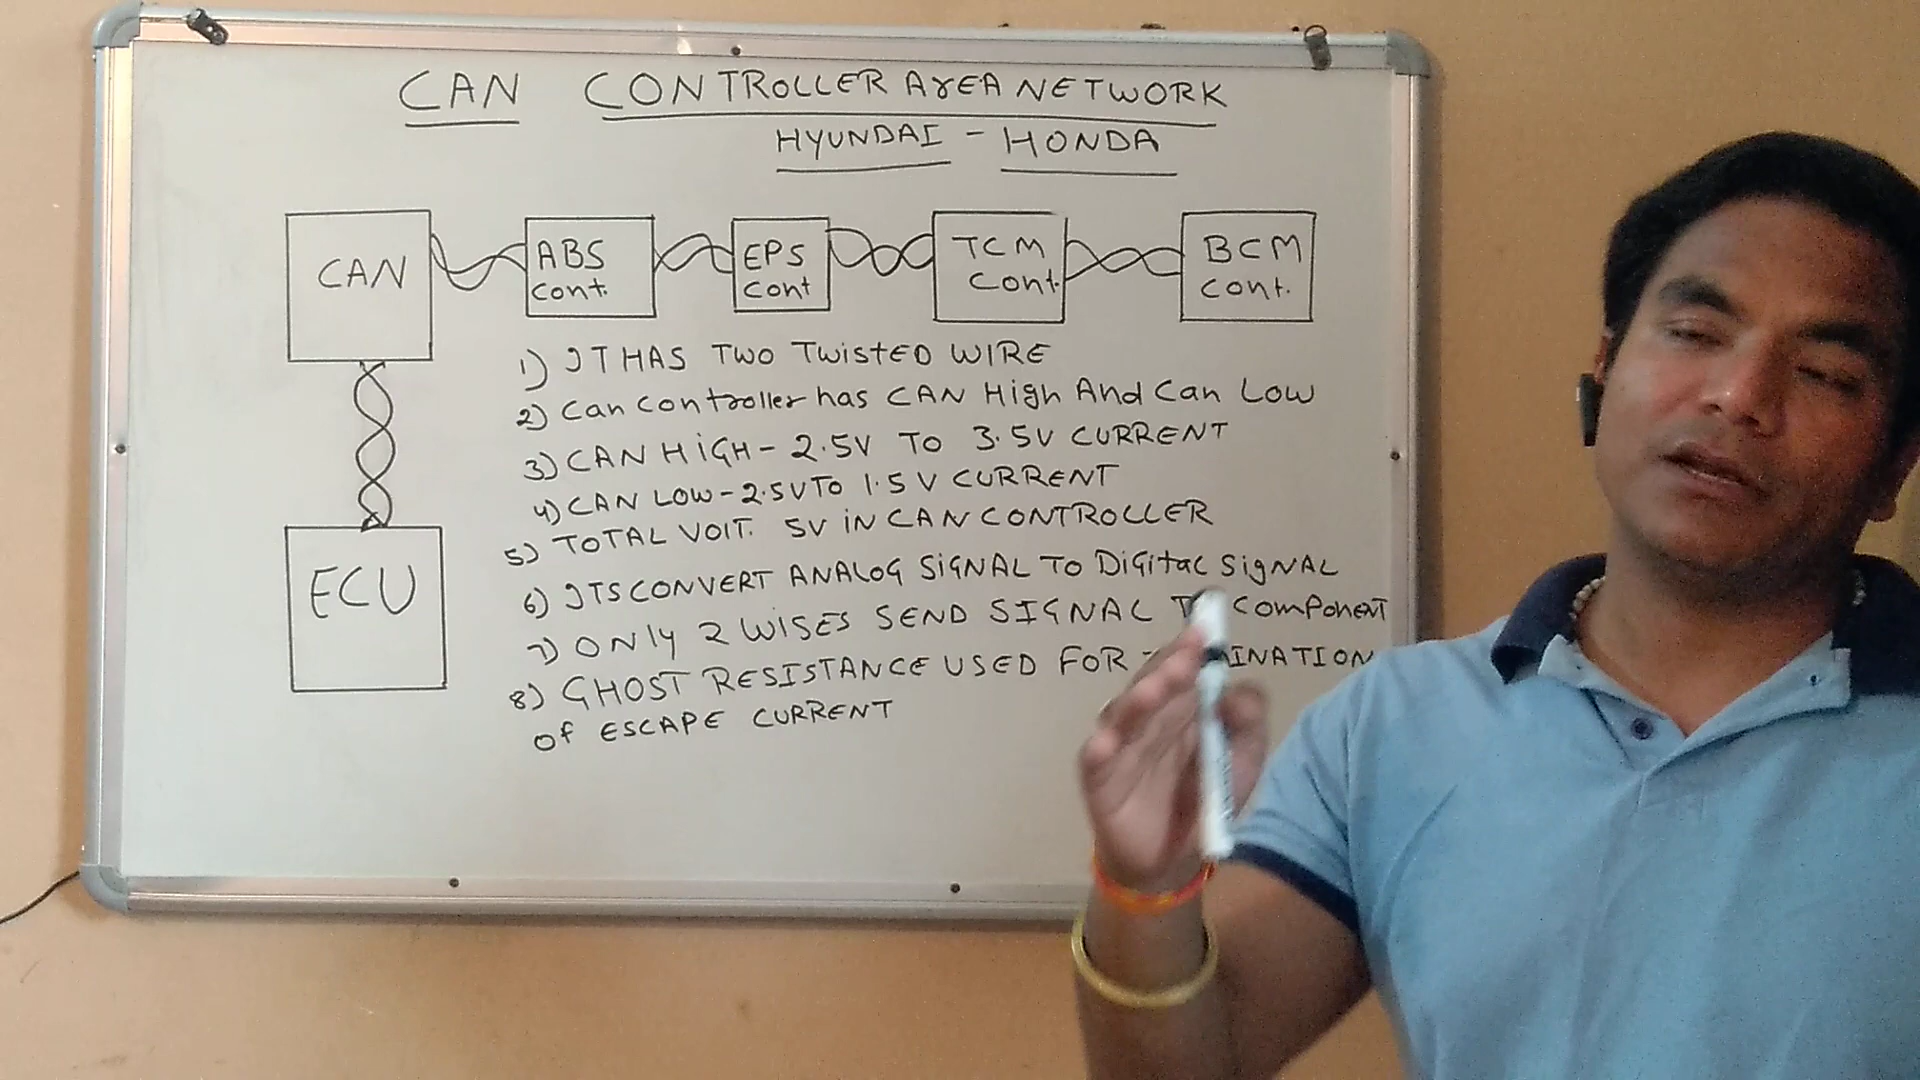 CAN CONTROLLER AREA NETWORK
HYUNDAI - HONDA
CAN
ABS
Cont.
EPS
Cont
TCM
Cont.
BCM
Cont.
ECU
1) IT HAS TWO TWISTED WIRE
2) Can Controller has CAN High And Can Low
3) CAN HIGH - 2.5V TO 3.5V CURRENT
4) CAN LOW - 2.5V TO 1.5V CURRENT
5) TOTAL VOIT. 5V IN CAN CONTROLLER
6) ITS CONVERT ANALOG SIGNAL TO DIGITAL SIGNAL
7) ONLY 2 WISES SEND SIGNAL ComPonent
8) GHOST RESISTANCE USED FOR
of ESCAPE CURRENT